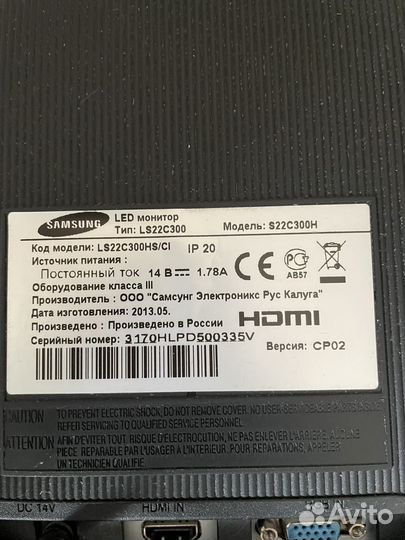 SAMSUNG
LED монитор
Тип: LS22C300
Модель: S22C300H
Код модели: LS22C300HS/CI
IP 20
Источник питания:
Постоянный ток 14 В 1.78A
CE
АВ57
Оборудование класса III
Производитель: ООО "Самсунг Электроникс Рус Калуга"
Дата изготовления: 2013.05.
Произведено: Произведено в России
HDMI
Серийный номер: 3170HLPD500335V
Версия: CP02
CAUTION : TO PREVENT ELECTRIC SHOCK, DO NOT REMOVE COVER. NO USER SERVICEABLE PARTS INSIDE.
REFER SERVICING TO QUALIFIED SERVICE PERSONNEL.
ATTENTION : AFIN D'EVITER TOUT RISQUE D'ELECTROCUTION, NE PAS OUVRIR LE COUVERCLE. AUCUNE
PIECE REPARABLE PAR L'UTILISATEUR A L'INTERIEUR, POUR REPARATIONS, APPELER
UN TECHNICIEN QUALIFIE.
DC 14V
HDMI IN
IN
Avito